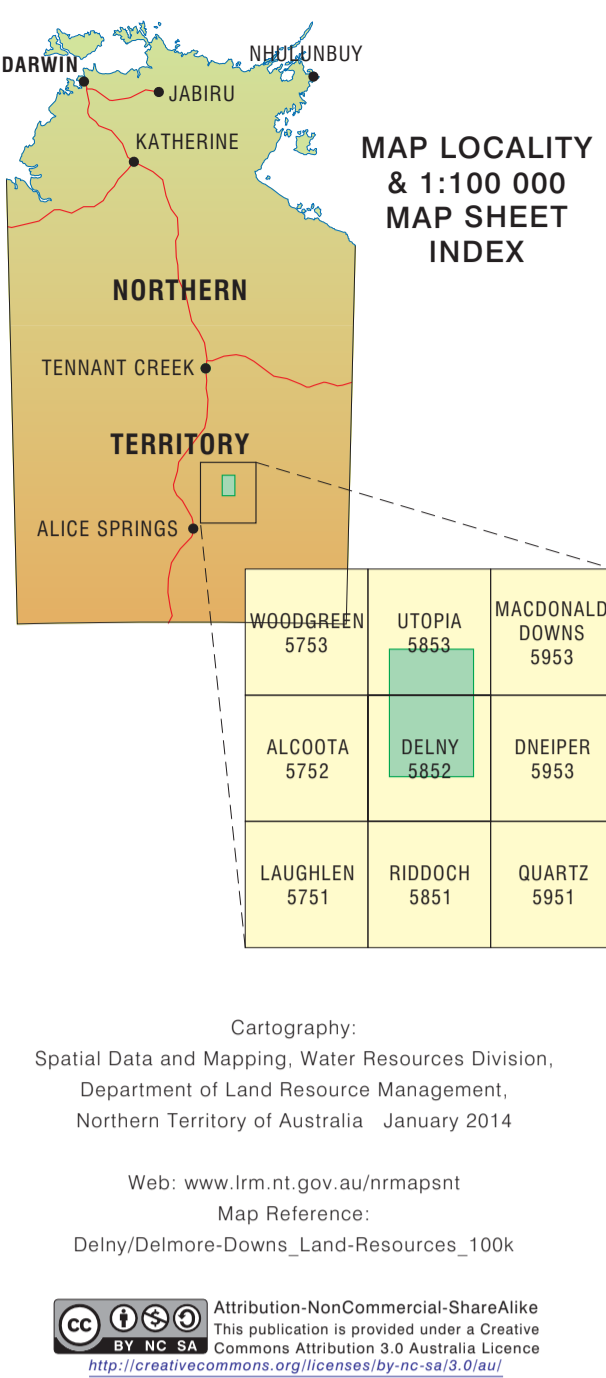 DARWIN
NHULUNBUY
JABIRU
KATHERINE
MAP LOCALITY
& 1:100 000
MAP SHEET
INDEX
NORTHERN
TENNANT CREEK
TERRITORY
ALICE SPRINGS
WOODGREEN
5753
UTOPIA
5853
MACDONALD
DOWNS
5953
ALCOOTA
5752
DELNY
5852
DNEIPER
5953
LAUGHLEN
5751
RIDDOCH
5851
QUARTZ
5951
Cartography:
Spatial Data and Mapping, Water Resources Division,
Department of Land Resource Management,
Northern Territory of Australia January 2014
Web: www.lrm.nt.gov.au/nrmapsnt
Map Reference:
Delny/Delmore-Downs_Land-Resources_100k
cc
BY NC SA
Attribution-NonCommercial-ShareAlike
This publication is provided under a Creative
Commons Attribution 3.0 Australia Licence
http://creativecommons.org/licenses/by-nc-sa/3.0/au/